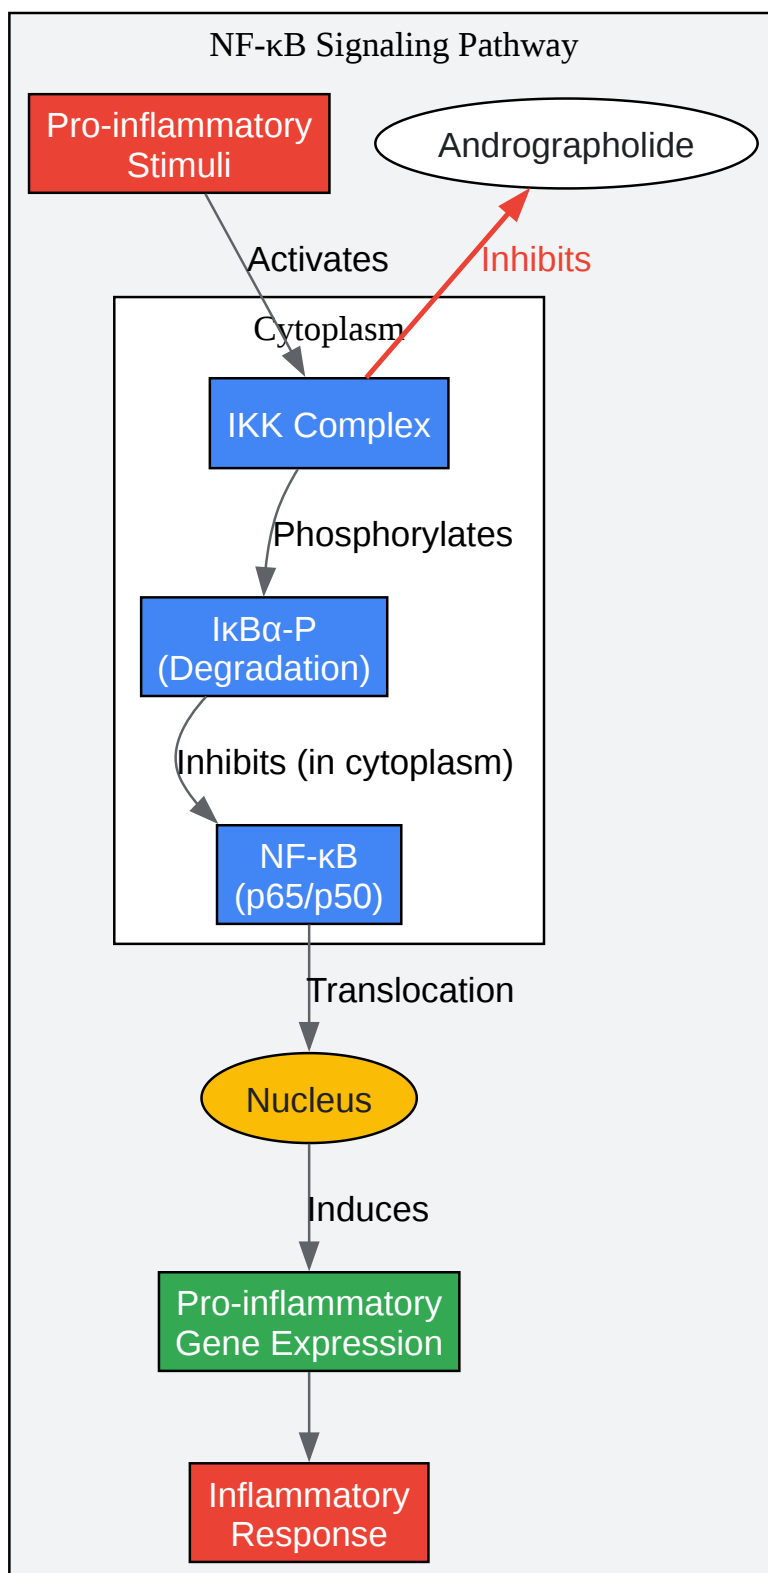 NF-κB Signaling Pathway
Pro-inflammatory
Stimuli
Andrographolide
Activates
Inhibits
Cytoplasm
IKK Complex
Phosphorylates
IκBα-P
(Degradation)
Inhibits (in cytoplasm)
NF-κB
(p65/p50)
Translocation
Nucleus
Induces
Pro-inflammatory
Gene Expression
Inflammatory
Response